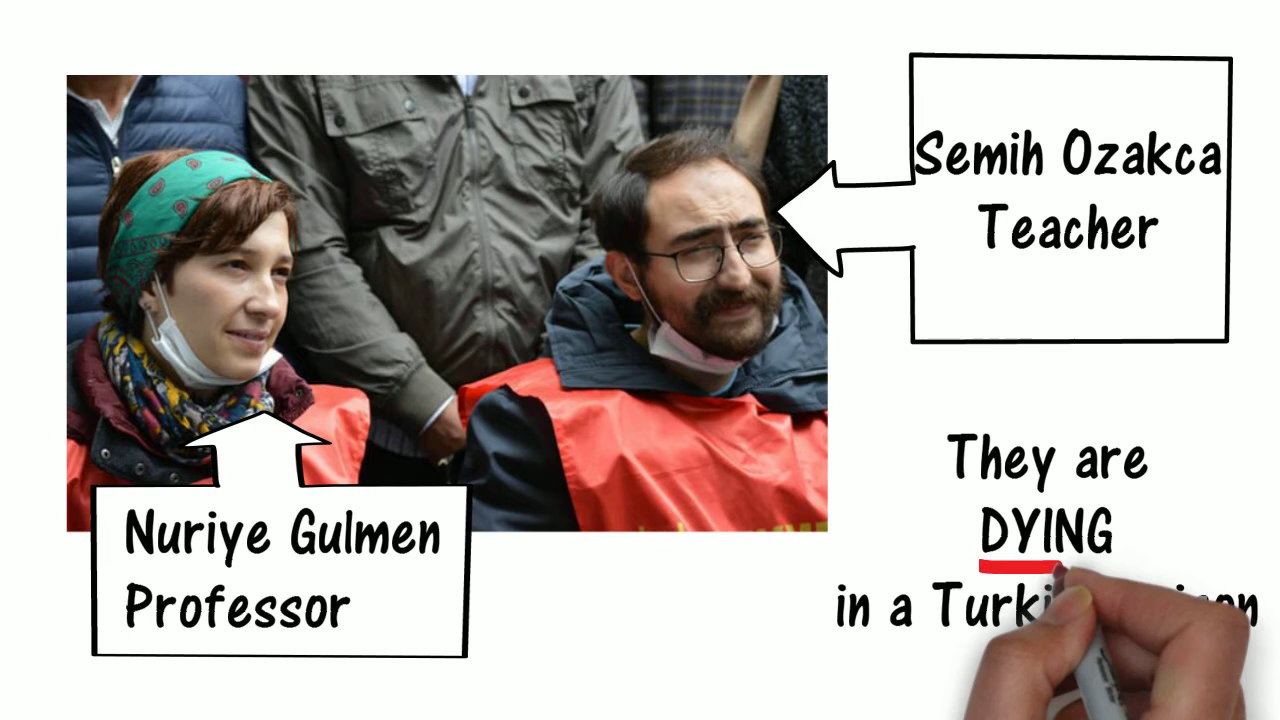 Semih Ozakca
Teacher
Nuriye Gulmen
Professor
They are
DYING
in a